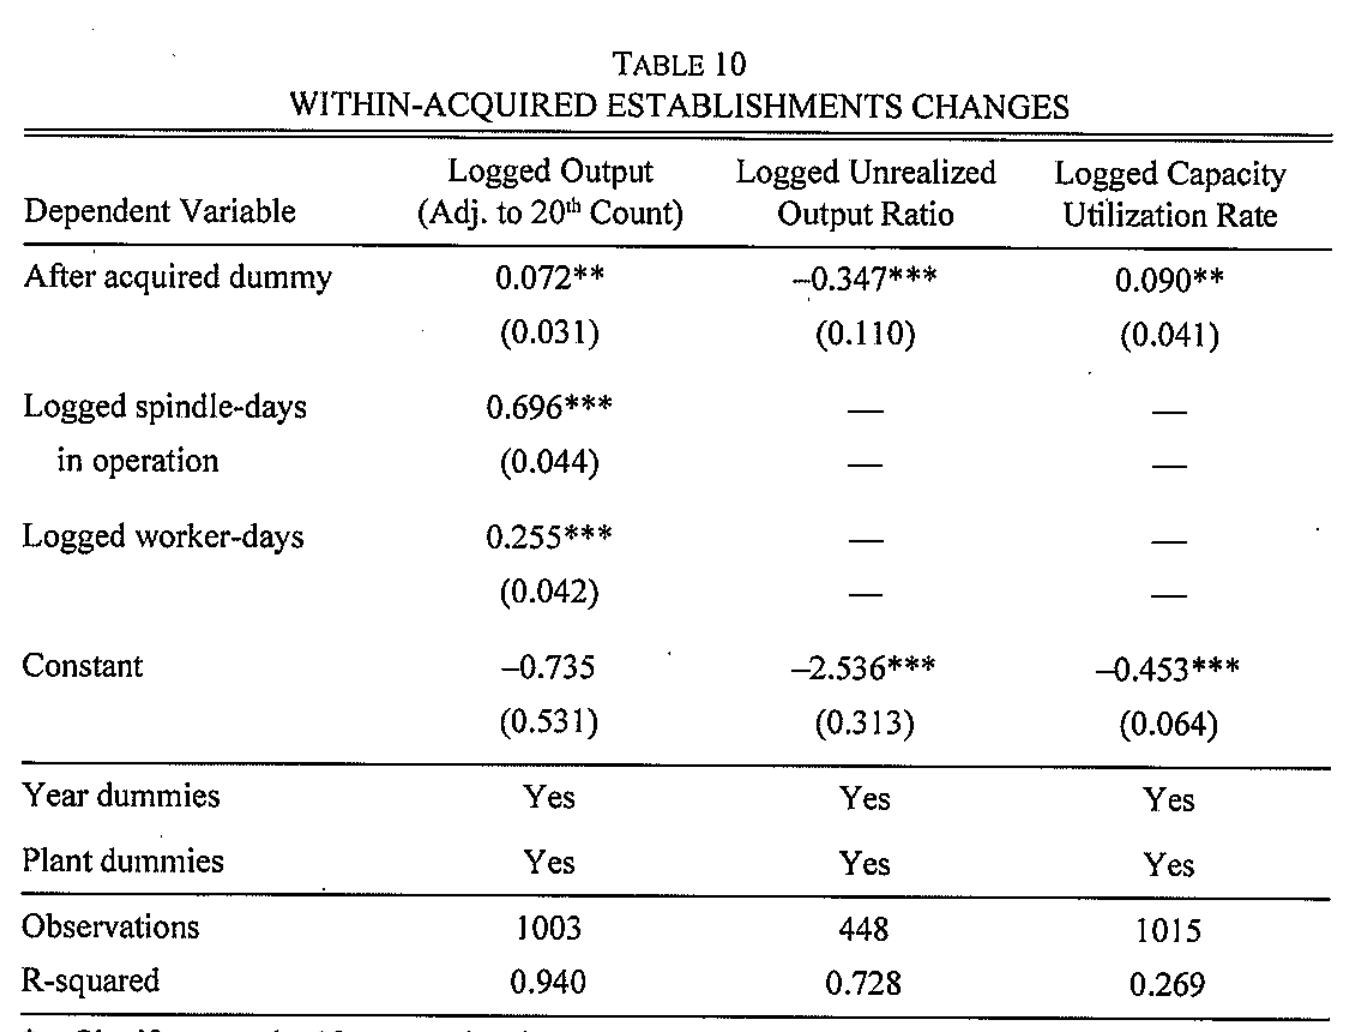 TABLE 10
WITHIN-ACQUIRED ESTABLISHMENTS CHANGES
Logged Output Logged Unrealized Logged Capacity
Dependent Variable (Adj. to 20th Count) Output Ratio Utilization Rate
After acquired dummy 0.072** –0.347*** 0.090**
(0.031) (0.110) (0.041)
Logged spindle-days 0.696*** — —
in operation (0.044) — —
Logged worker-days 0.255*** — —
(0.042) — —
Constant –0.735 –2.536*** –0.453***
(0.531) (0.313) (0.064)
Year dummies Yes Yes Yes
Plant dummies Yes Yes Yes
Observations 1003 448 1015
R-squared 0.940 0.728 0.269